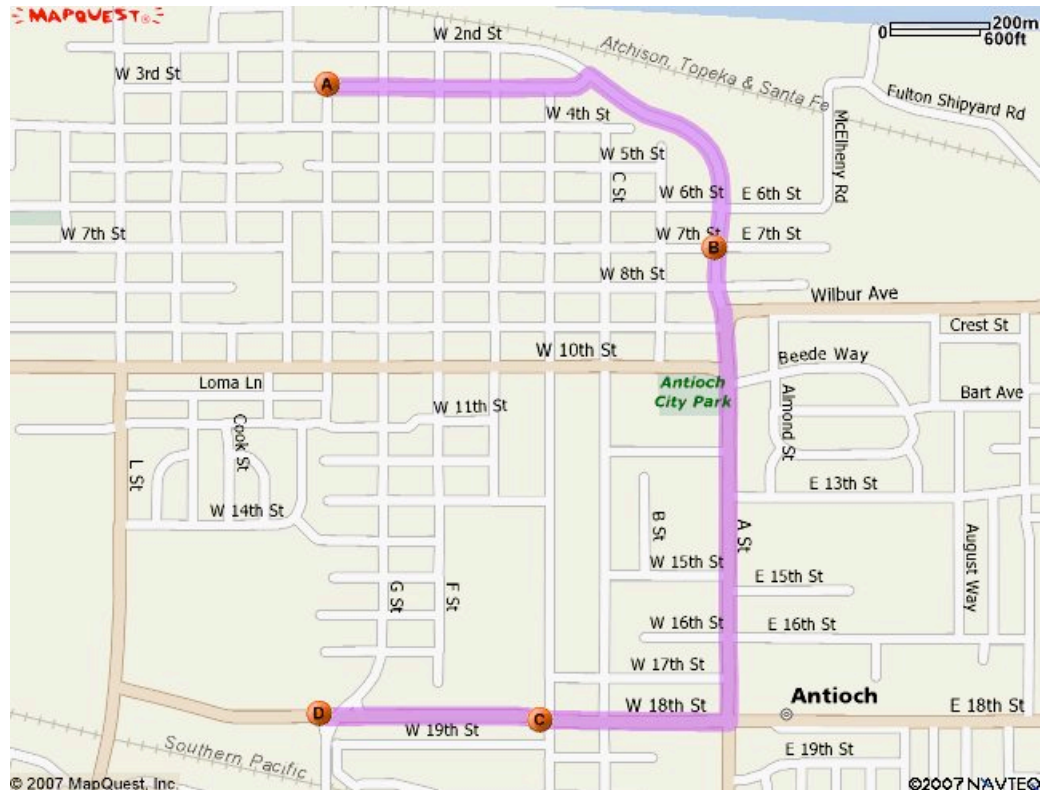 MAPQUEST®
W 2nd St
200m
0
600ft
Atchison, Topeka & Santa Fe
W 3rd St
A
Fulton Shipyard Rd
W 4th St
McElheny Rd
W 5th St
C St
W 6th St
E 6th St
W 7th St
W 7th St
B
E 7th St
W 8th St
Wilbur Ave
Crest St
W 10th St
Beede Way
Loma Ln
Antioch
City Park
Almond St
Bart Ave
W 11th St
Cook St
L St
E 13th St
W 14th St
B St
A St
August Way
W 15th St
E 15th St
G St
F St
W 16th St
E 16th St
W 17th St
Antioch
D
C
W 18th St
E 18th St
W 19th St
Southern Pacific
E 19th St
© 2007 MapQuest, Inc.
©2007 NAVTEQ